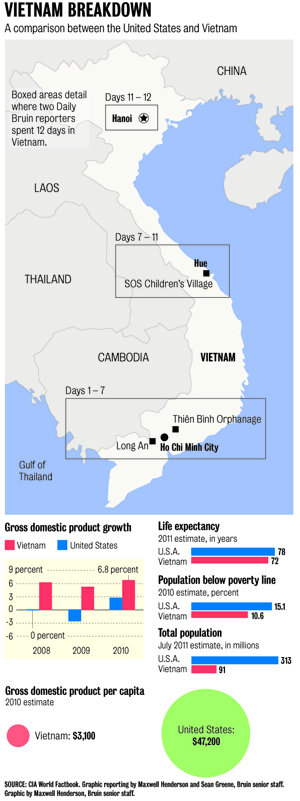 VIETNAM BREAKDOWN
A comparison between the United States and Vietnam
Boxed areas detail
where two Daily
Bruin reporters
spent 12 days in
Vietnam.
CHINA
Days 11 – 12
Hanoi
LAOS
Days 7 – 11
Hue
SOS Children's Village
THAILAND
CAMBODIA
VIETNAM
Days 1 – 7
Thiên Bình Orphanage
Long An
Ho Chi Minh City
Gulf of
Thailand
Gross domestic product growth
Vietnam
United States
9 percent
6.8 percent
6
3
0
-3
-6
0 percent
2008
2009
2010
Life expectancy
2011 estimate, in years
U.S.A.
78
Vietnam
72
Population below poverty line
2010 estimate, percent
U.S.A.
15.1
Vietnam
10.6
Total population
July 2011 estimate, in millions
U.S.A.
313
Vietnam
91
Gross domestic product per capita
2010 estimate
Vietnam: $3,100
United States:
$47,200
SOURCE: CIA World Factbook. Graphic reporting by Maxwell Henderson and Sean Greene, Bruin senior staff.
Graphic by Maxwell Henderson, Bruin senior staff.